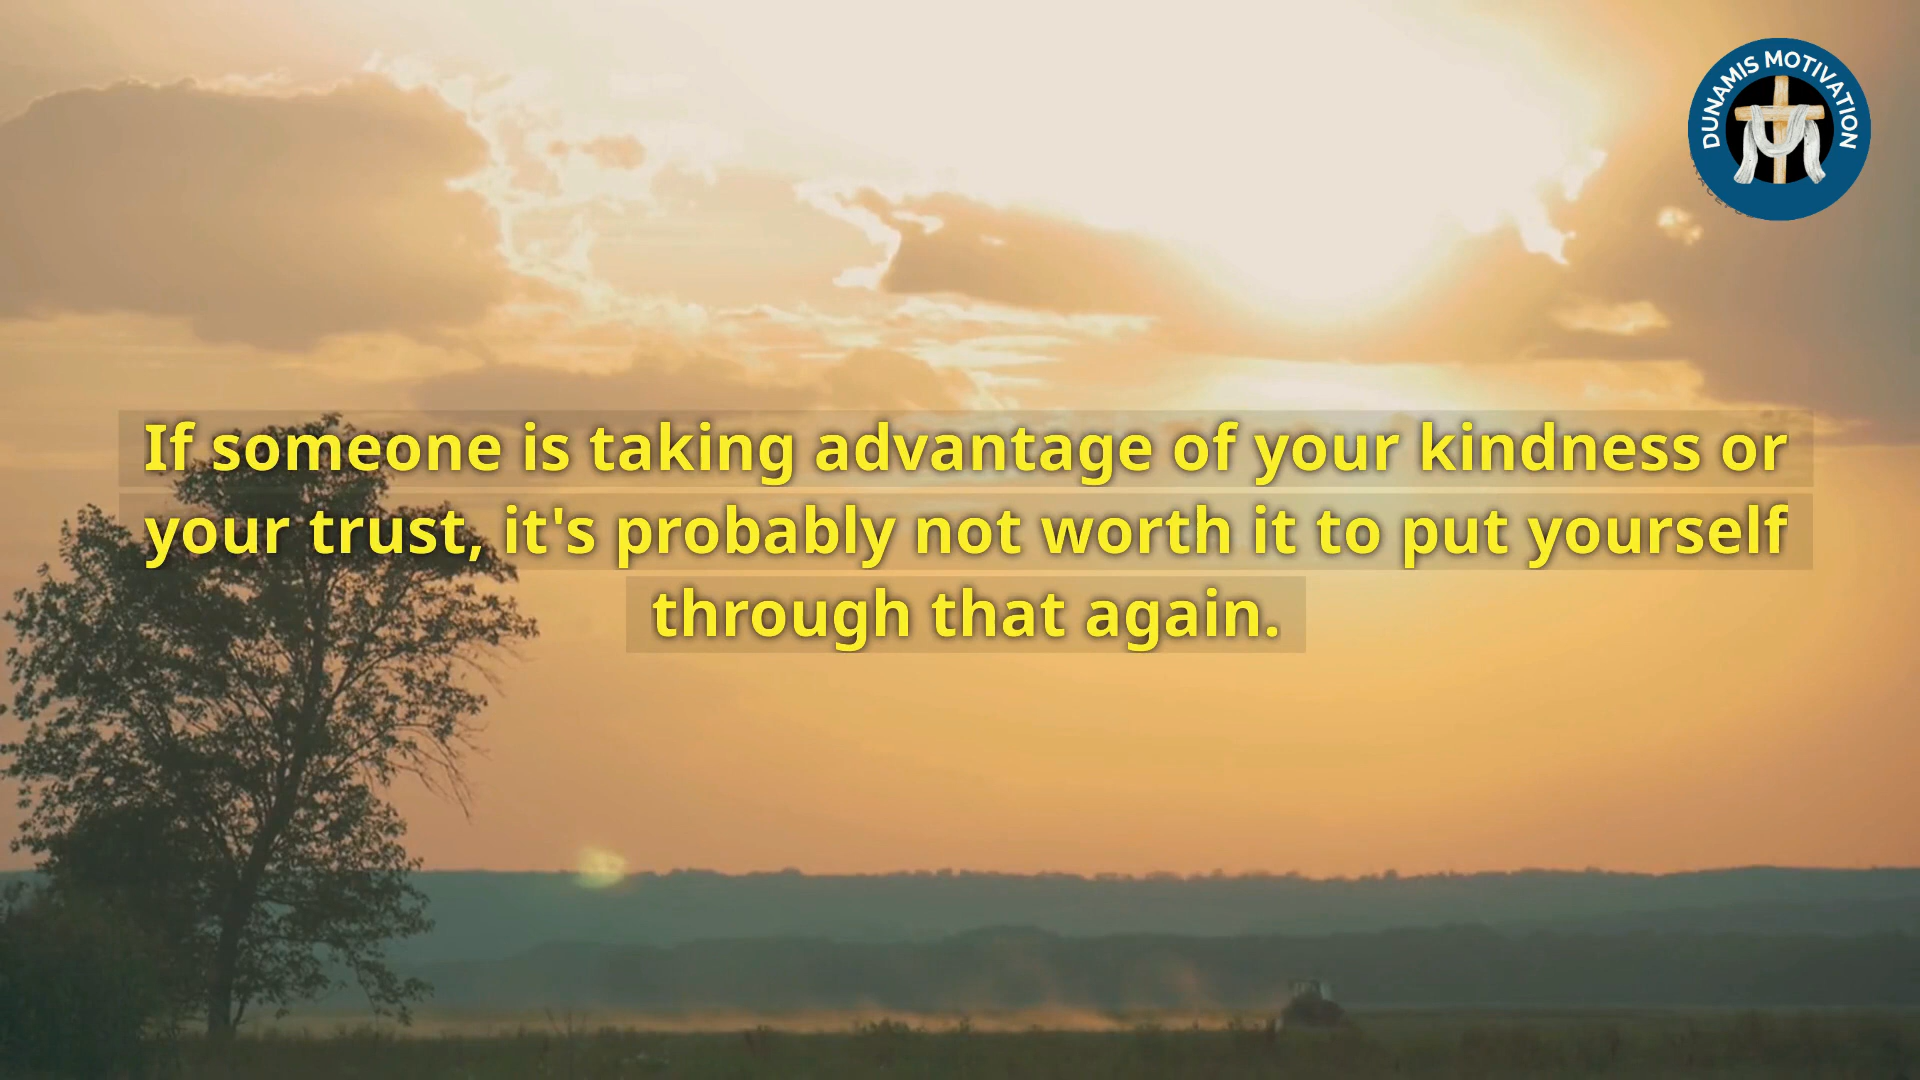 DUNAMIS MOTIVATION
If someone is taking advantage of your kindness or
your trust, it's probably not worth it to put yourself
through that again.